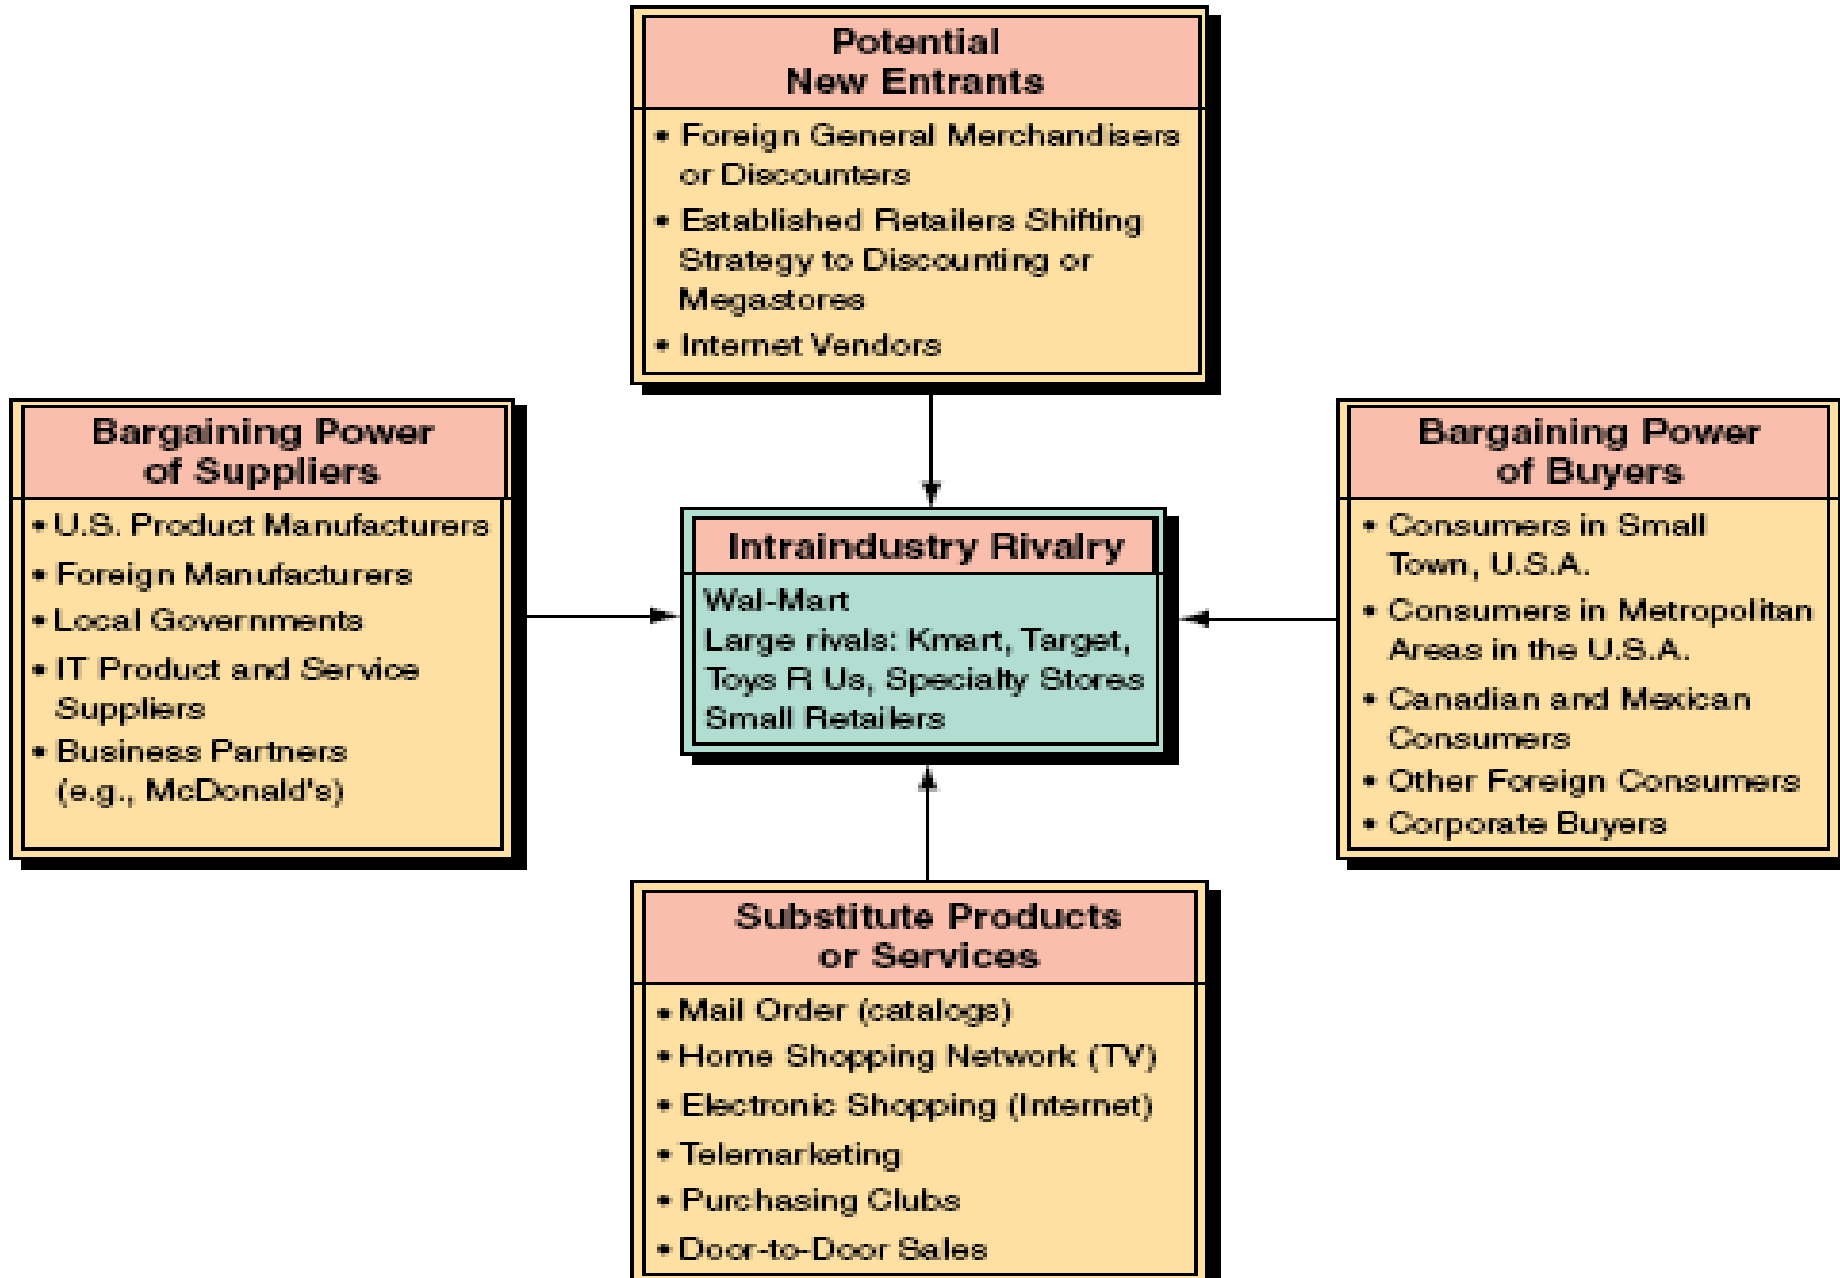 Potential
New Entrants
• Foreign General Merchandisers
or Discounters
• Established Retailers Shifting
Strategy to Discounting or
Megastores
• Internet Vendors
Bargaining Power
of Suppliers
• U.S. Product Manufacturers
• Foreign Manufacturers
• Local Governments
• IT Product and Service
Suppliers
• Business Partners
(e.g., McDonald's)
Intraindustry Rivalry
Wal-Mart
Large rivals: Kmart, Target,
Toys R Us, Specialty Stores
Small Retailers
Bargaining Power
of Buyers
• Consumers in Small
Town, U.S.A.
• Consumers in Metropolitan
Areas in the U.S.A.
• Canadian and Mexican
Consumers
• Other Foreign Consumers
• Corporate Buyers
Substitute Products
or Services
• Mail Order (catalogs)
• Home Shopping Network (TV)
• Electronic Shopping (Internet)
• Telemarketing
• Purchasing Clubs
• Door-to-Door Sales